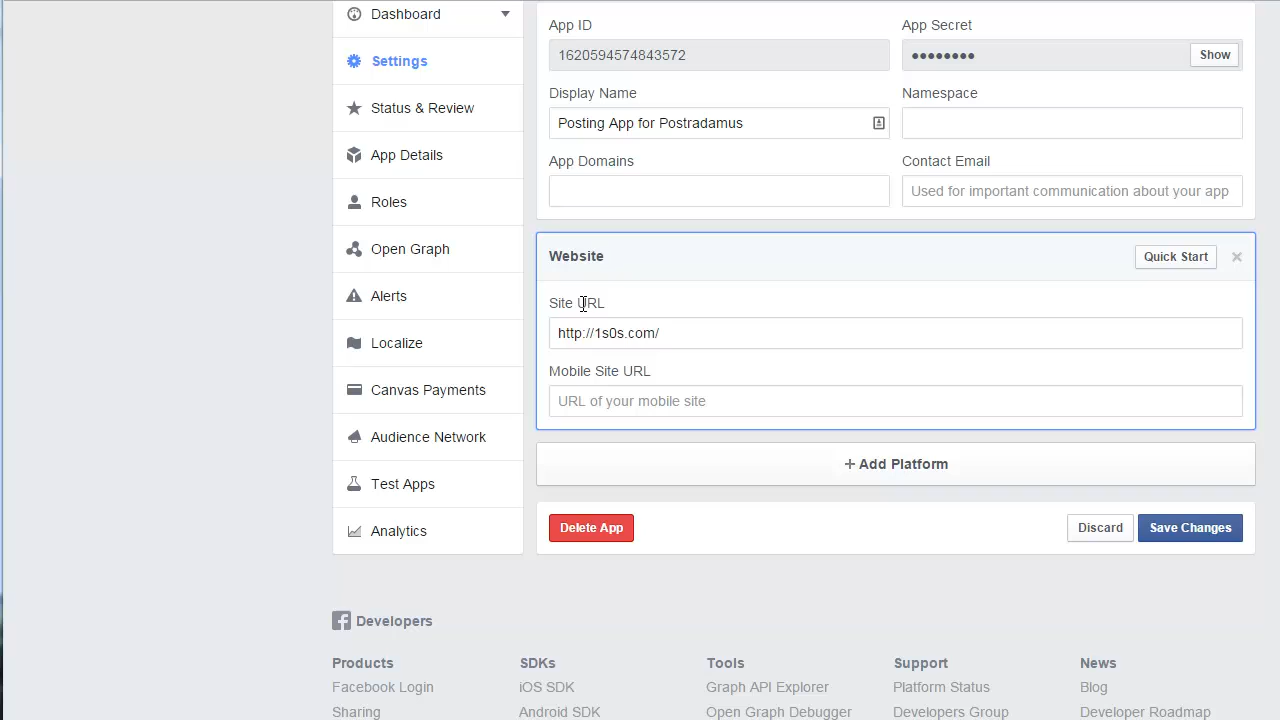 Dashboard
Settings
Status & Review
App Details
Roles
Open Graph
Alerts
Localize
Canvas Payments
Audience Network
Test Apps
Analytics
App ID
App Secret
1620594574843572
●●●●●●●●
Show
Display Name
Namespace
Posting App for Postradamus
App Domains
Contact Email
Used for important communication about your app
Website
Quick Start
Site URL
http://1s0s.com/
Mobile Site URL
URL of your mobile site
+ Add Platform
Delete App
Discard
Save Changes
Developers
Products
SDKs
Tools
Support
News
Facebook Login
iOS SDK
Graph API Explorer
Platform Status
Blog
Sharing
Android SDK
Open Graph Debugger
Developers Group
Developer Roadmap